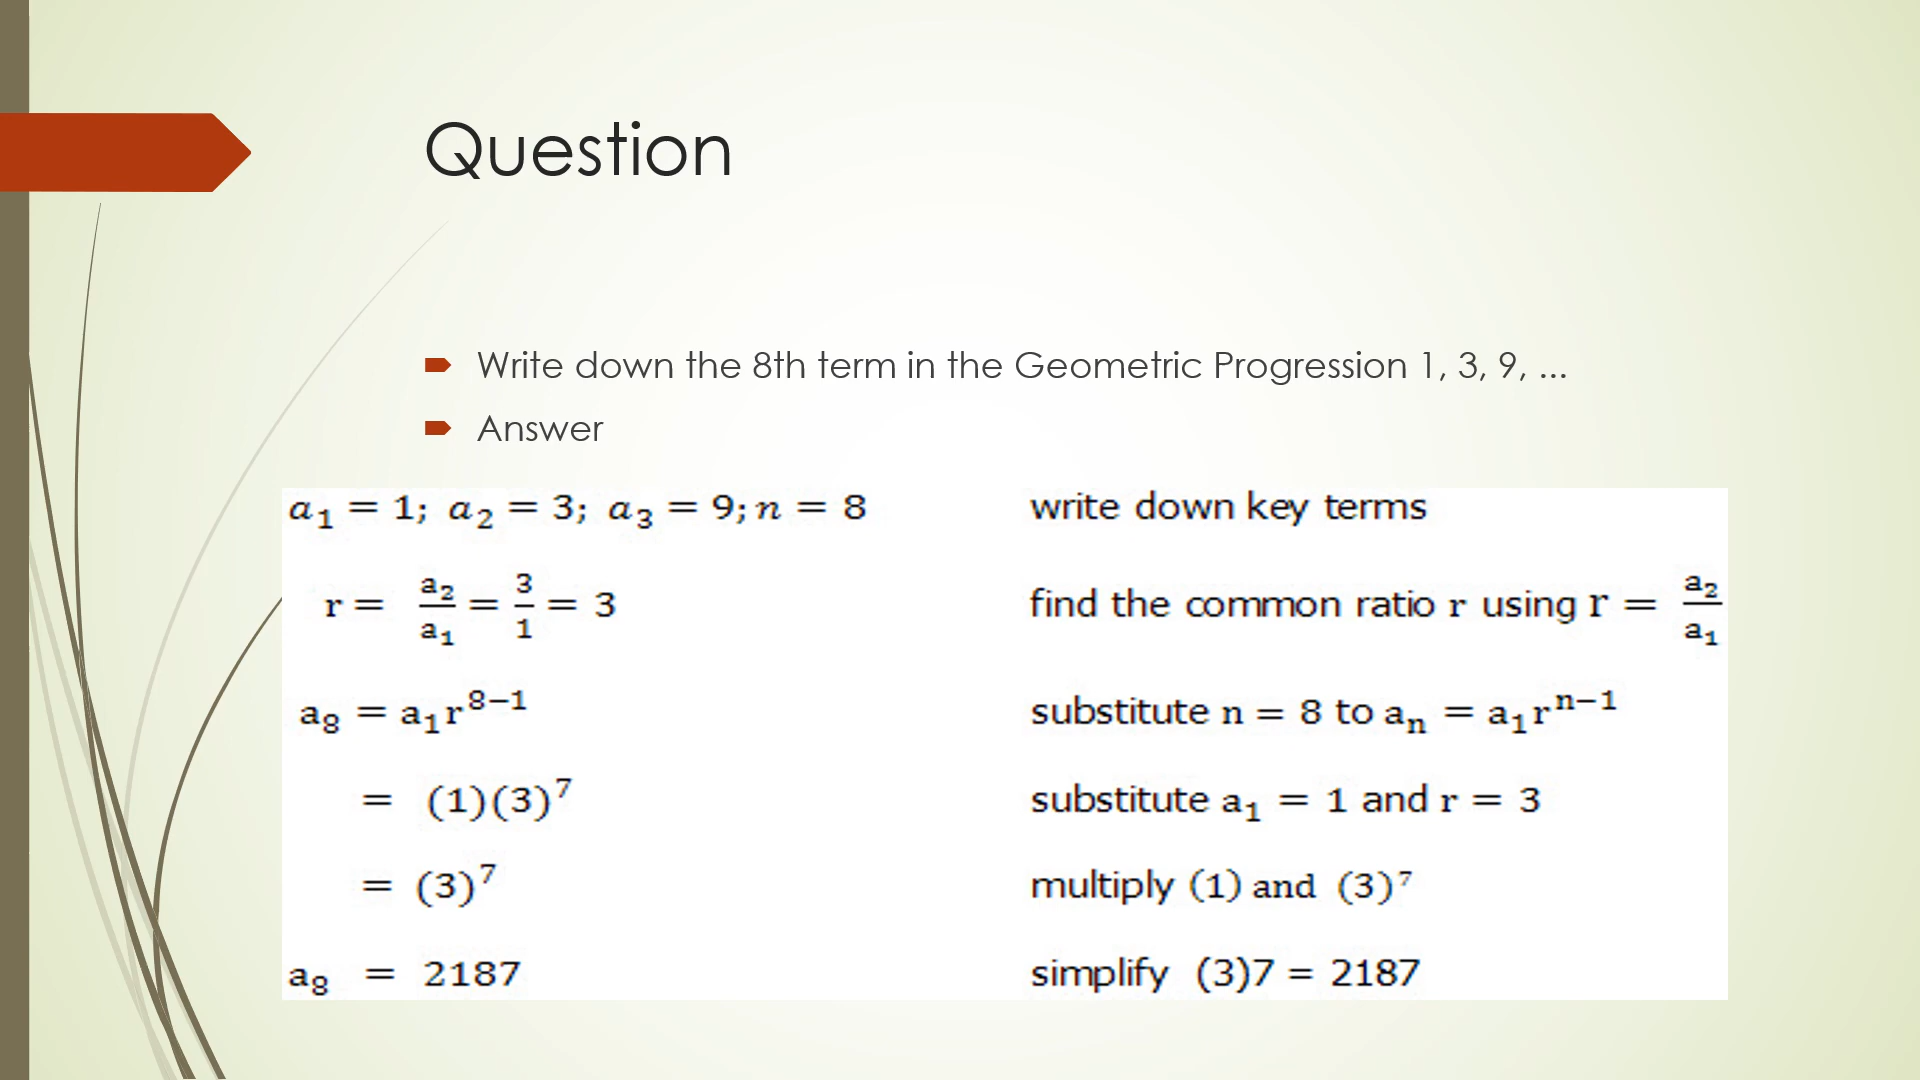 Question
Write down the 8th term in the Geometric Progression 1, 3, 9, ...
Answer
a₁ = 1; a₂ = 3; a₃ = 9; n = 8 write down key terms
r = a₂/a₁ = 3/1 = 3 find the common ratio r using r = a₂/a₁
a₈ = a₁r⁸⁻¹ substitute n = 8 to aₙ = a₁rⁿ⁻¹
= (1)(3)⁷ substitute a₁ = 1 and r = 3
= (3)⁷ multiply (1) and (3)⁷
a₈ = 2187 simplify (3)7 = 2187